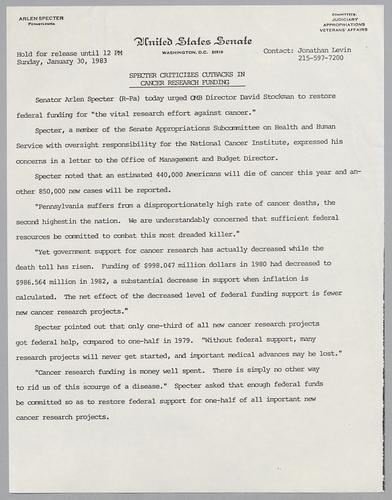 ARLEN SPECTER
PENNSYLVANIA
COMMITTEES:
JUDICIARY
APPROPRIATIONS
VETERANS' AFFAIRS
United States Senate
WASHINGTON, D.C. 20510
Hold for release until 12 PM
Sunday, January 30, 1983
Contact: Jonathan Levin
215-597-7200
SPECTER CRITICIZES CUTBACKS IN
CANCER RESEARCH FUNDING
Senator Arlen Specter (R-Pa) today urged OMB Director David Stockman to restore
federal funding for "the vital research effort against cancer."
Specter, a member of the Senate Appropriations Subcommittee on Health and Human
Service with oversight responsibility for the National Cancer Institute, expressed his
concerns in a letter to the Office of Management and Budget Director.
Specter noted that an estimated 440,000 Americans will die of cancer this year and an-
other 850,000 new cases will be reported.
"Pennsylvania suffers from a disproportionately high rate of cancer deaths, the
second highestin the nation. We are understandably concerned that sufficient federal
resources be committed to combat this most dreaded killer."
"Yet government support for cancer research has actually decreased while the
death toll has risen. Funding of $998.047 million dollars in 1980 had decreased to
$986.564 million in 1982, a substantial decrease in support when inflation is
calculated. The net effect of the decreased level of federal funding support is fewer
new cancer research projects."
Specter pointed out that only one-third of all new cancer research projects
got federal help, compared to one-half in 1979. "Without federal support, many
research projects will never get started, and important medical advances may be lost."
"Cancer research is money well spent. There is simply no other way
to rid us of this scourge of a disease." Specter asked that enough federal funds
be committed so as to restore federal support for one-half of all important new
cancer research projects.